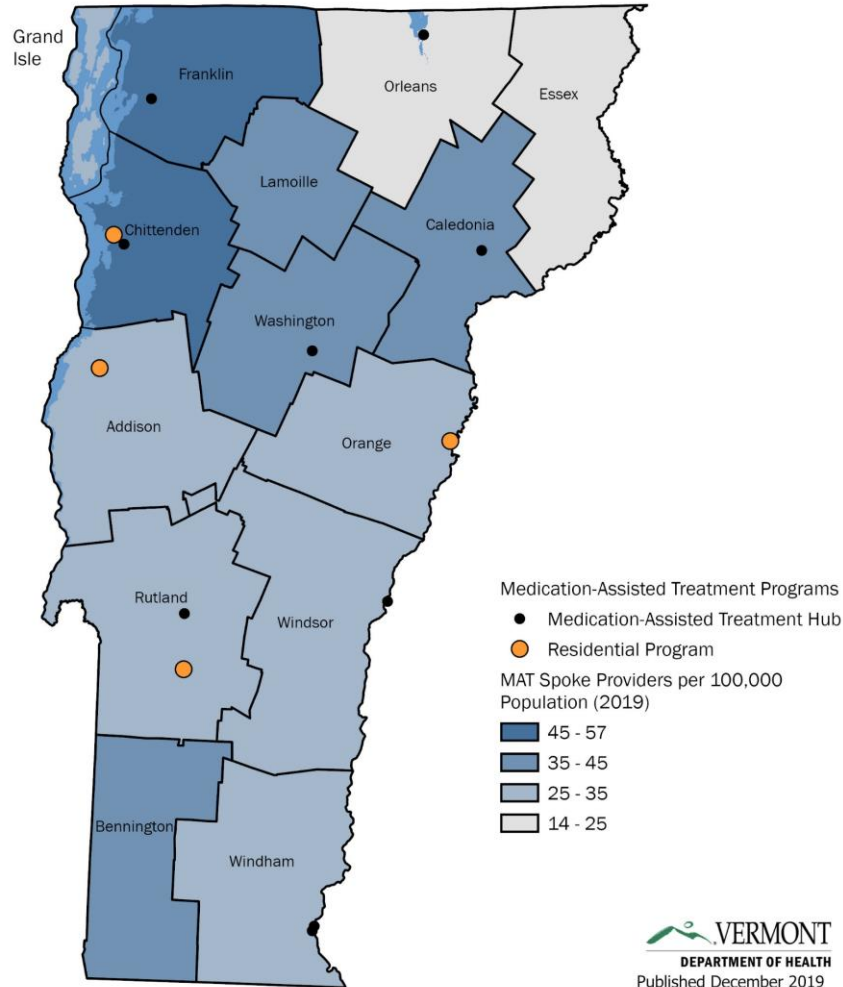 Grand
Isle
Franklin
Orleans
Essex
Lamoille
Chittenden
Caledonia
Washington
Addison
Orange
Rutland
Windsor
Bennington
Windham
Medication-Assisted Treatment Programs
Medication-Assisted Treatment Hub
Residential Program
MAT Spoke Providers per 100,000
Population (2019)
45 - 57
35 - 45
25 - 35
14 - 25
VERMONT
DEPARTMENT OF HEALTH
Published December 2019